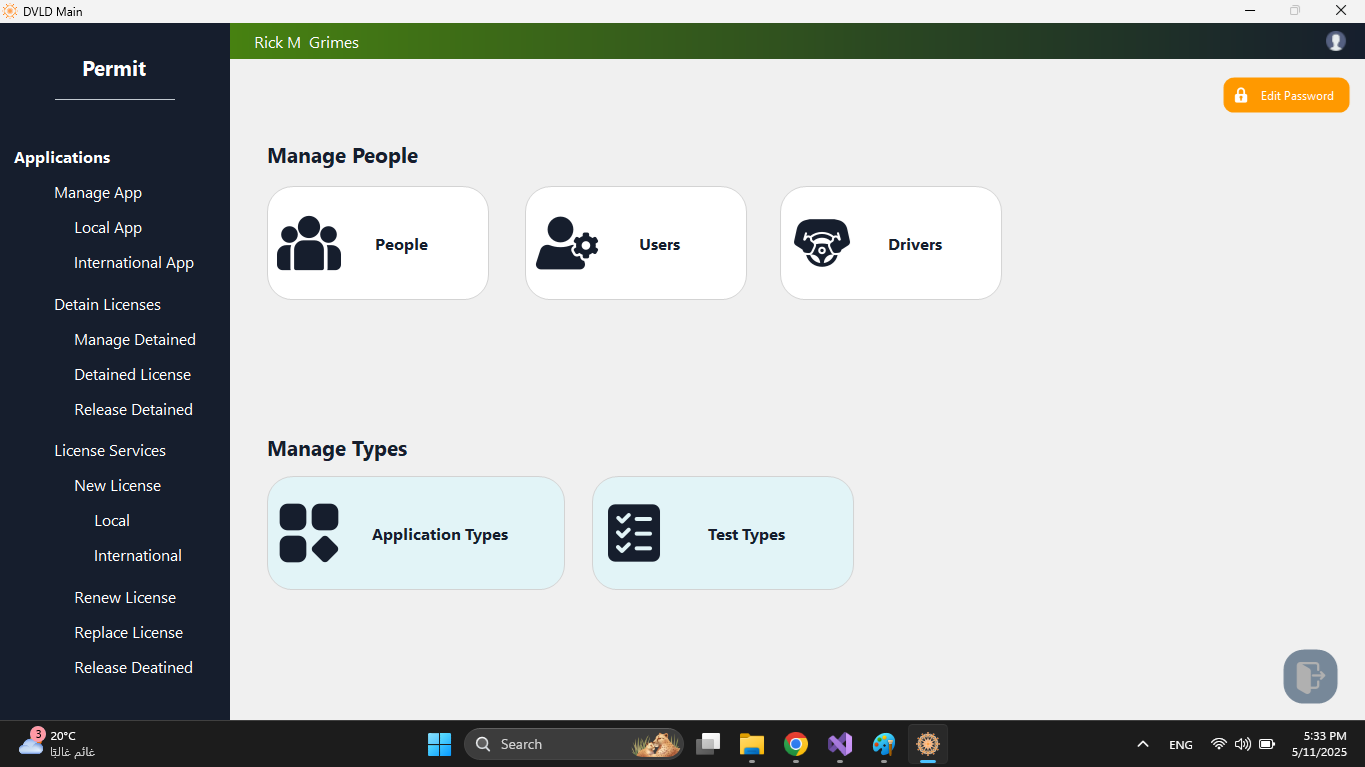 DVLD Main
Rick M  Grimes
Permit
Edit Password
Applications
Manage App
Local App
International App
Detain Licenses
Manage Detained
Detained License
Release Detained
License Services
New License
Local
International
Renew License
Replace License
Release Deatined
Manage People
People
Users
Drivers
Manage Types
Application Types
Test Types
3
20°C
غائم غالبًا
Search
ENG
5:33 PM
5/11/2025